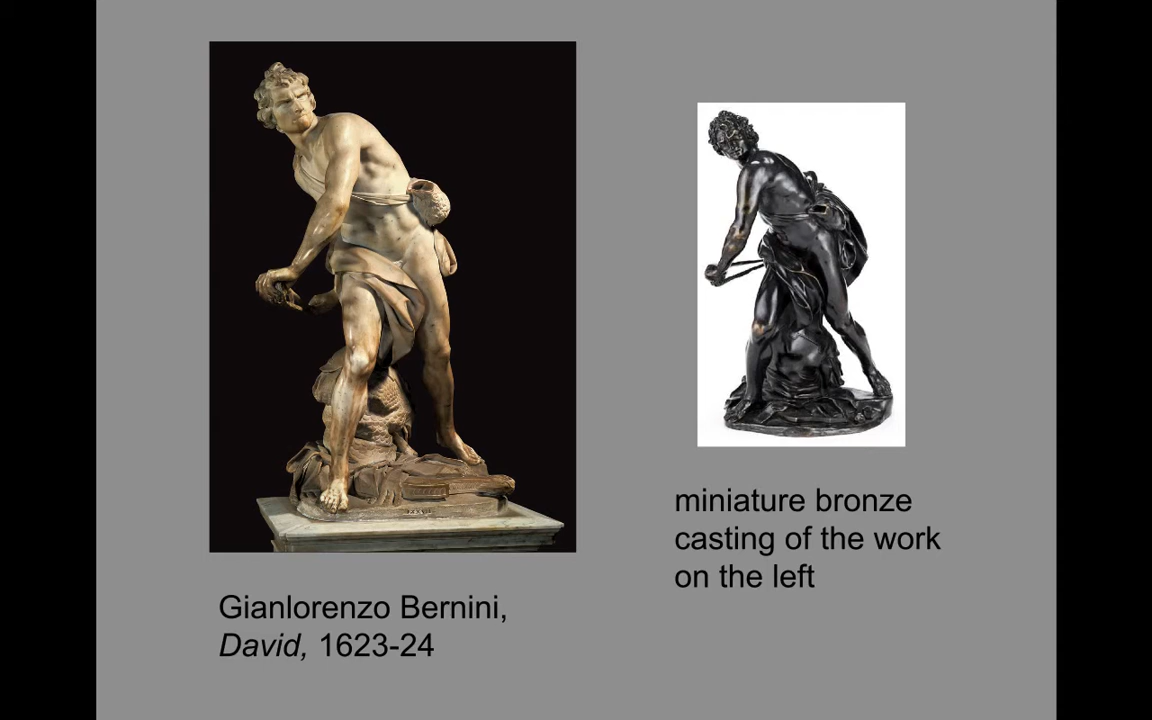 Gianlorenzo Bernini,
David, 1623-24
miniature bronze
casting of the work
on the left